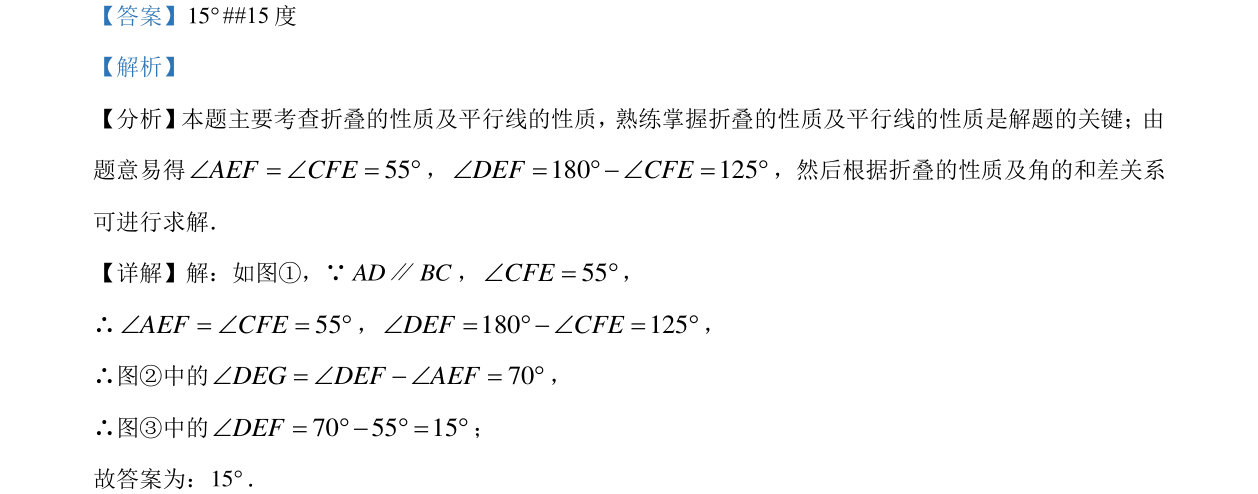 【答案】15°##15 度
【解析】
【分析】本题主要考查折叠的性质及平行线的性质，熟练掌握折叠的性质及平行线的性质是解题的关键；由
题意易得∠AEF = ∠CFE = 55°，∠DEF = 180° − ∠CFE = 125°，然后根据折叠的性质及角的和差关系
可进行求解．
【详解】解：如图①，∵ AD∥BC，∠CFE = 55°，
∴∠AEF = ∠CFE = 55°，∠DEF = 180° − ∠CFE = 125°，
∴图②中的∠DEG = ∠DEF − ∠AEF = 70°，
∴图③中的∠DEF = 70° − 55° = 15°；
故答案为：15°．